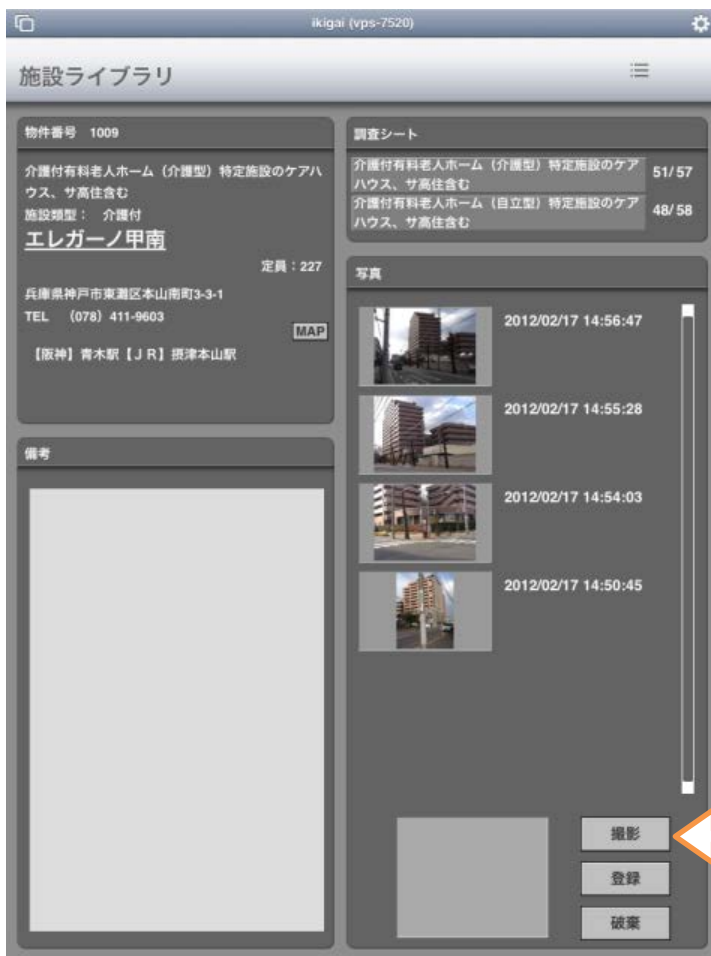 ikigai (vps-7520)
施設ライブラリ
物件番号 1009
介護付有料老人ホーム（介護型）特定施設のケアハ
ウス、サ高住含む
施設類型： 介護付
エレガーノ甲南
定員：227
兵庫県神戸市東灘区本山南町3-3-1
TEL （078）411-9603
MAP
【阪神】青木駅【ＪＲ】摂津本山駅
備考
調査シート
介護付有料老人ホーム（介護型）特定施設のケア
ハウス、サ高住含む
51/57
介護付有料老人ホーム（自立型）特定施設のケア
ハウス、サ高住含む
48/58
写真
2012/02/17 14:56:47
2012/02/17 14:55:28
2012/02/17 14:54:03
2012/02/17 14:50:45
撮影
登録
破棄